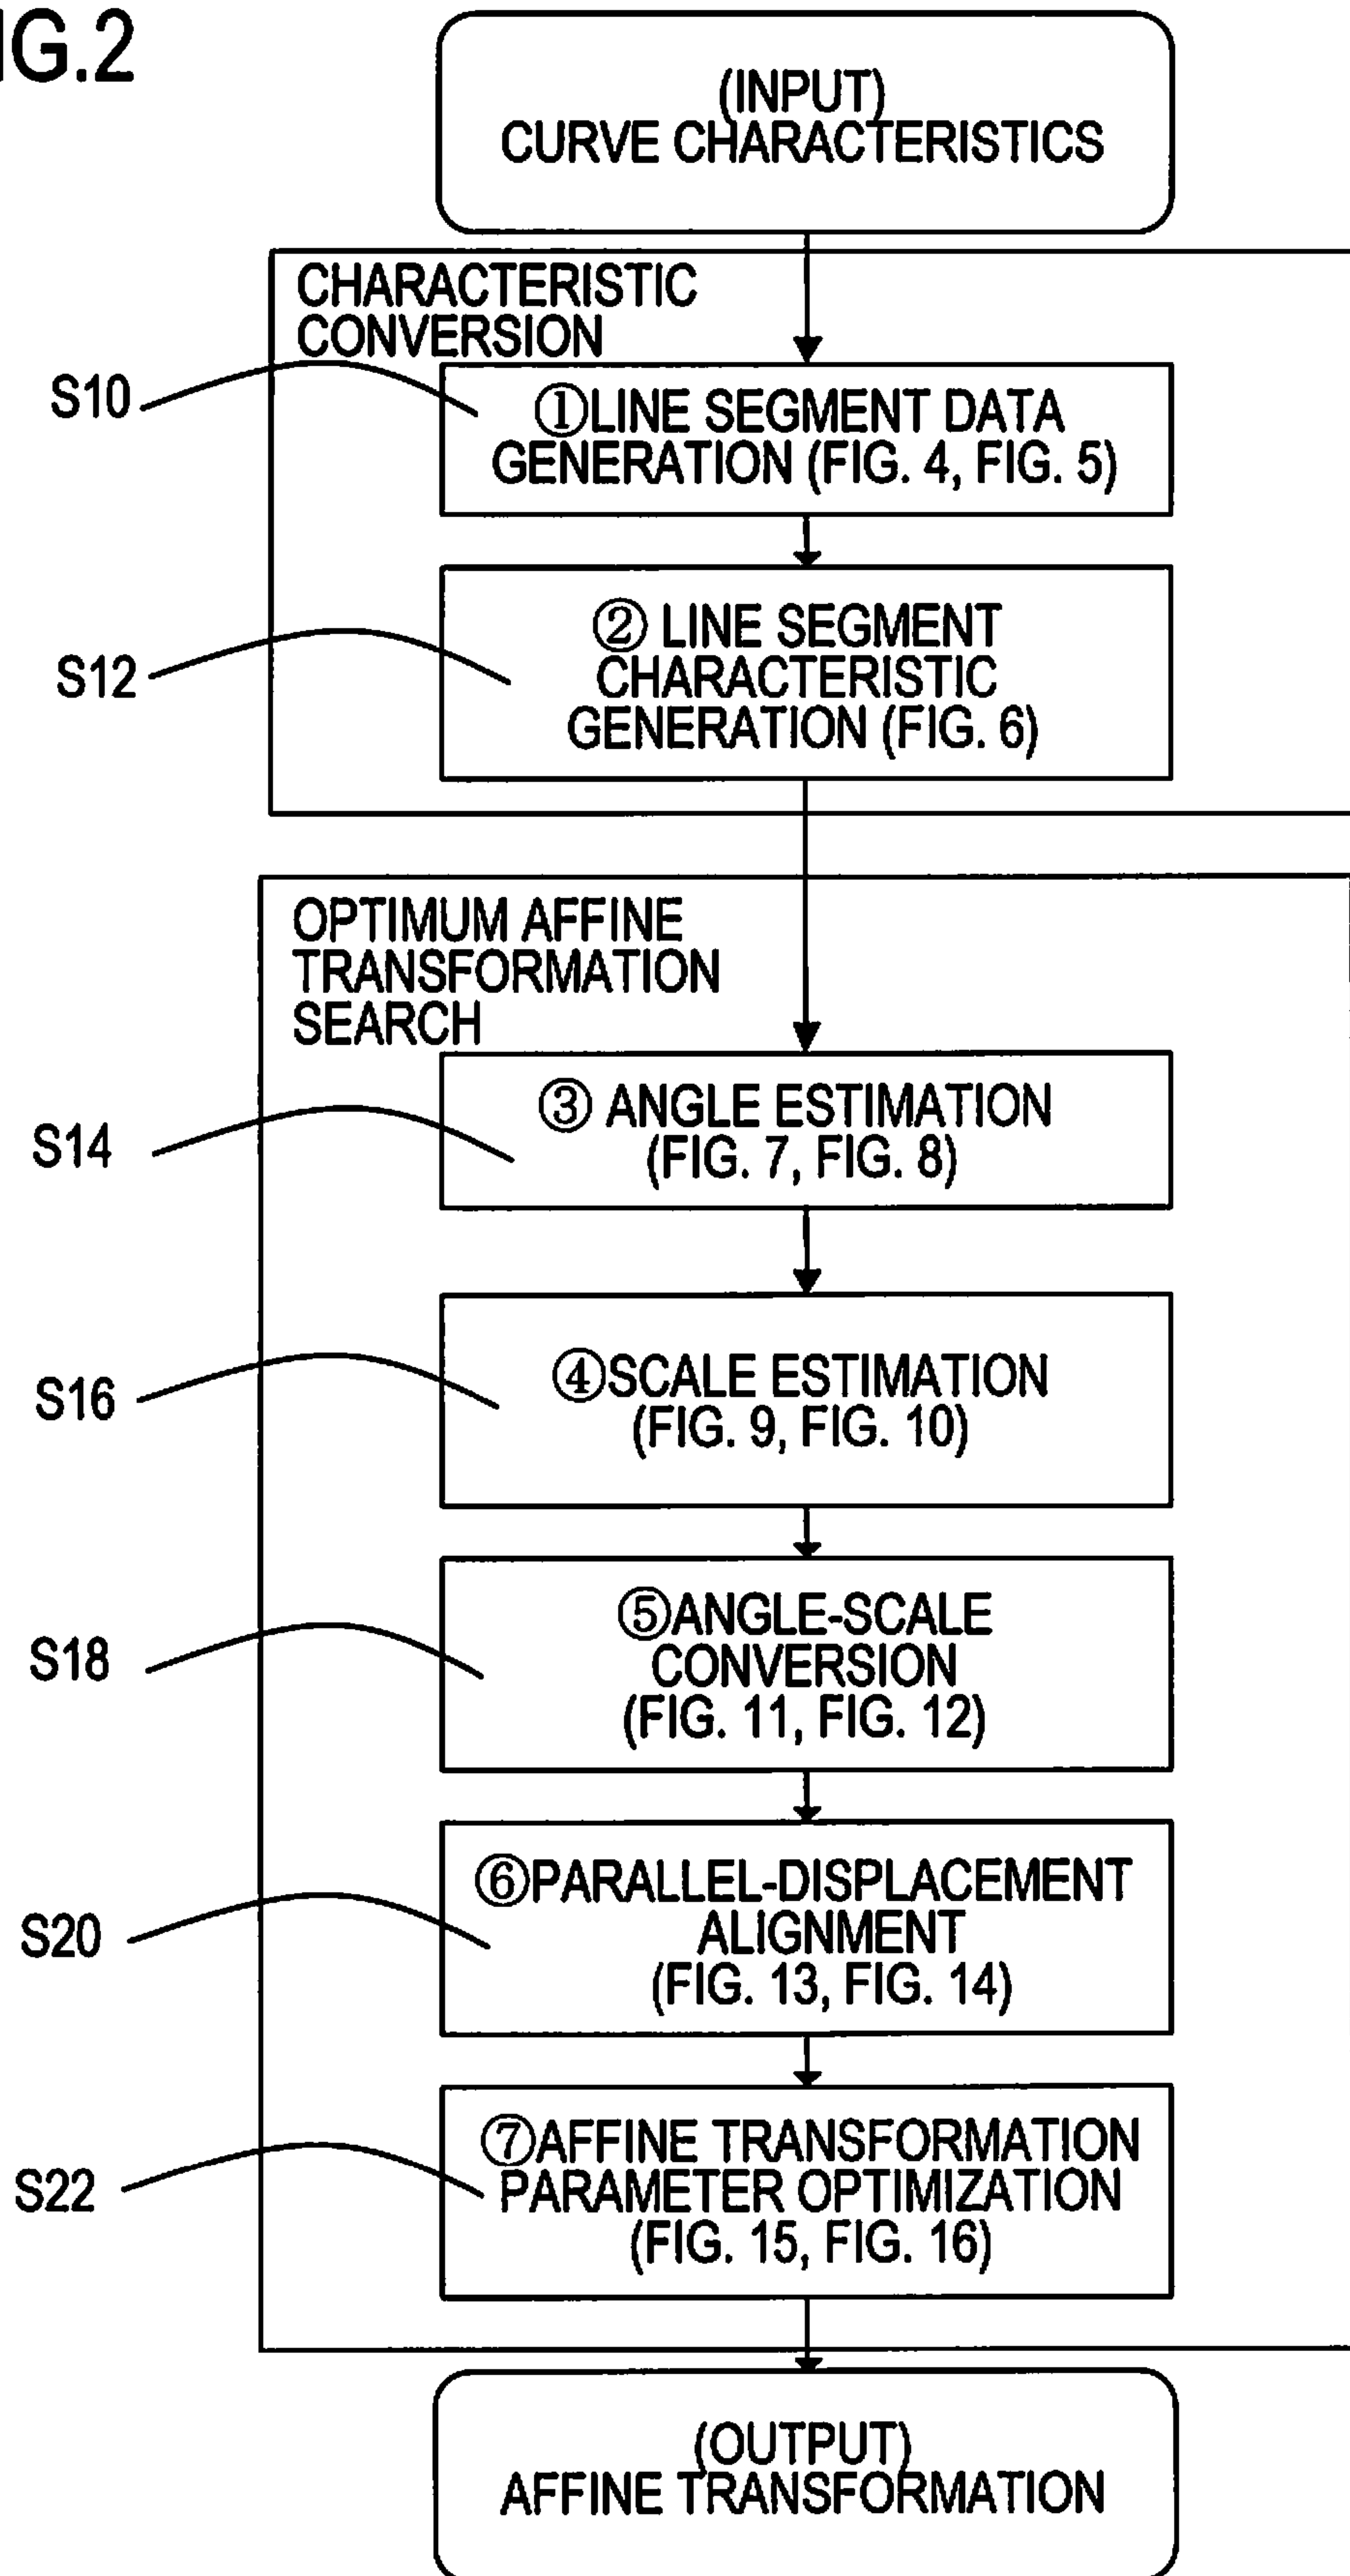 IG.2
(INPUT)
CURVE CHARACTERISTICS
CHARACTERISTIC
CONVERSION
S10
①LINE SEGMENT DATA
GENERATION (FIG. 4, FIG. 5)
S12
② LINE SEGMENT
CHARACTERISTIC
GENERATION (FIG. 6)
OPTIMUM AFFINE
TRANSFORMATION
SEARCH
S14
③ ANGLE ESTIMATION
(FIG. 7, FIG. 8)
S16
④SCALE ESTIMATION
(FIG. 9, FIG. 10)
S18
⑤ANGLE-SCALE
CONVERSION
(FIG. 11, FIG. 12)
S20
⑥PARALLEL-DISPLACEMENT
ALIGNMENT
(FIG. 13, FIG. 14)
S22
⑦AFFINE TRANSFORMATION
PARAMETER OPTIMIZATION
(FIG. 15, FIG. 16)
(OUTPUT)
AFFINE TRANSFORMATION